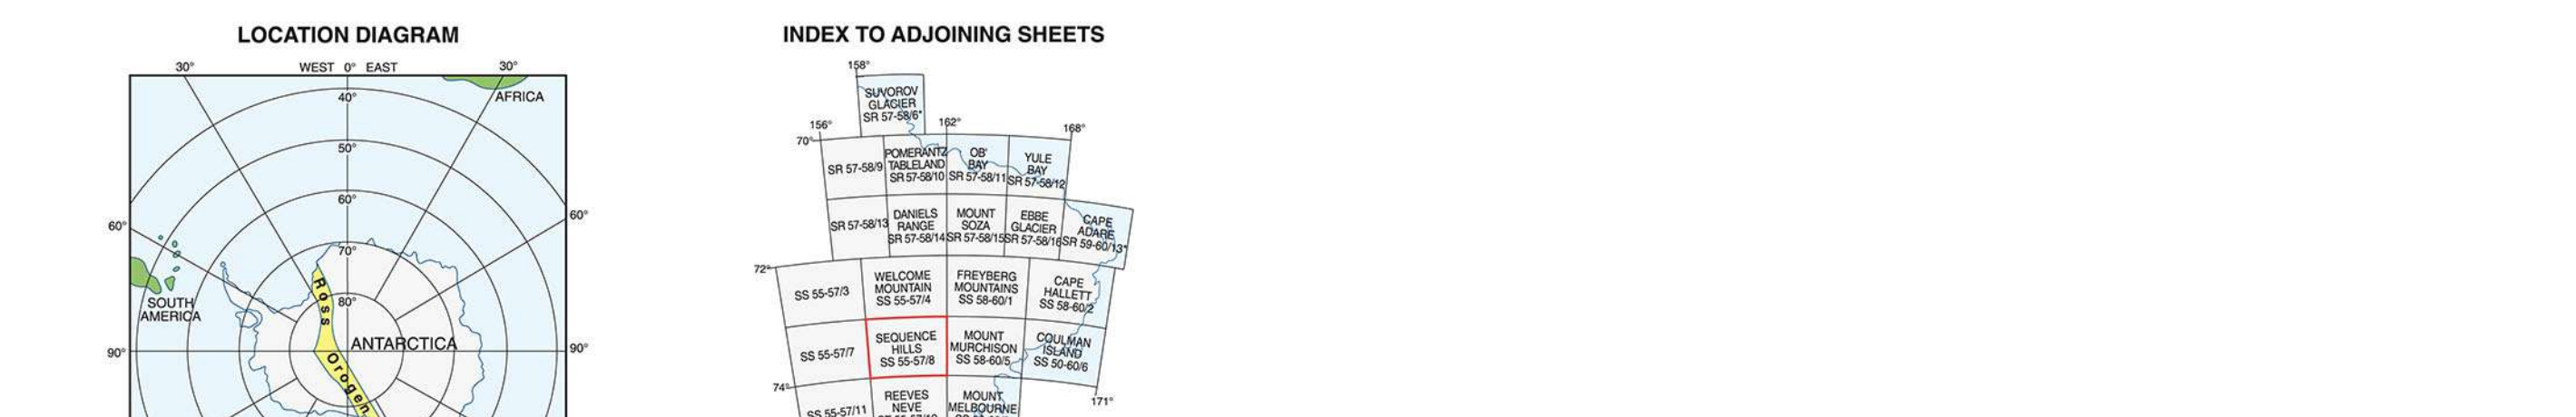 LOCATION DIAGRAM
30° WEST 0° EAST 30°
AFRICA
40°
50°
60°
60° 60°
70°
80°
SOUTH
AMERICA
Ross
Orogen
ANTARCTICA
90° 90°
INDEX TO ADJOINING SHEETS
158°
SUVOROV
GLACIER
SR 57-58/6*
156° 162° 168°
70°
SR 57-58/9
POMERANTZ
TABLELAND
SR 57-58/10
OB'
BAY
SR 57-58/11
YULE
BAY
SR 57-58/12
SR 57-58/13
DANIELS
RANGE
SR 57-58/14
MOUNT
SOZA
SR 57-58/15
EBBE
GLACIER
SR 57-58/16
CAPE
ADARE
SR 59-60/13*
72°
SS 55-57/3
WELCOME
MOUNTAIN
SS 55-57/4
FREYBERG
MOUNTAINS
SS 58-60/1
CAPE
HALLETT
SS 58-60/2
SS 55-57/7
SEQUENCE
HILLS
SS 55-57/8
MOUNT
MURCHISON
SS 58-60/5
COULMAN
ISLAND
SS 50-60/6
74°
171°
SS 55-57/11
REEVES
NEVE
MOUNT
MELBOURNE